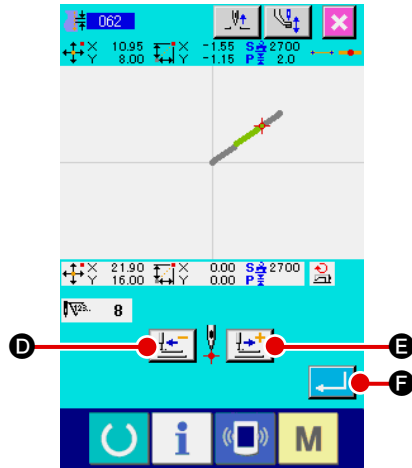 062
X 10.95 X -1.55 S 2700
Y 8.00 Y -1.15 P 2.0
X 21.90 X 0.00 S 2700
Y 16.00 Y 0.00 P
N123.. 8
D E
F
i M